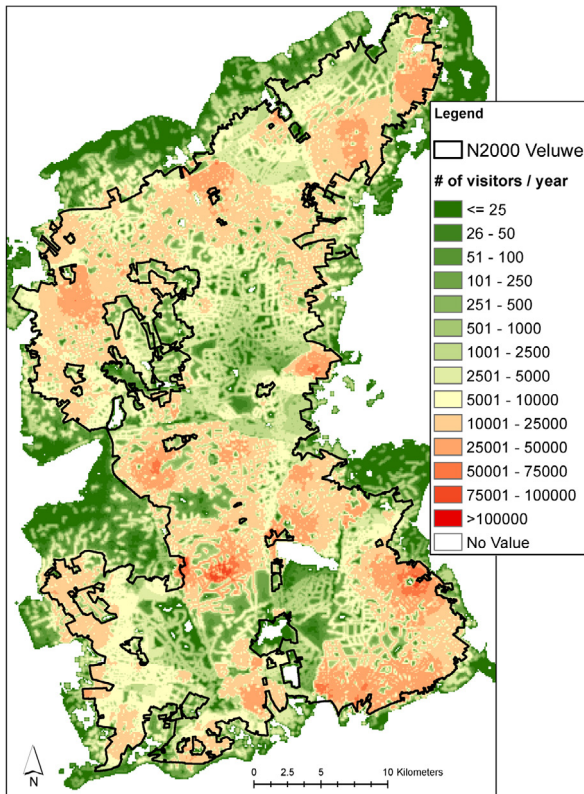 Legend
N2000 Veluwe
# of visitors / year
<= 25
26 - 50
51 - 100
101 - 250
251 - 500
501 - 1000
1001 - 2500
2501 - 5000
5001 - 10000
10001 - 25000
25001 - 50000
50001 - 75000
75001 - 100000
>100000
No Value
N
0 2.5 5 10 Kilometers